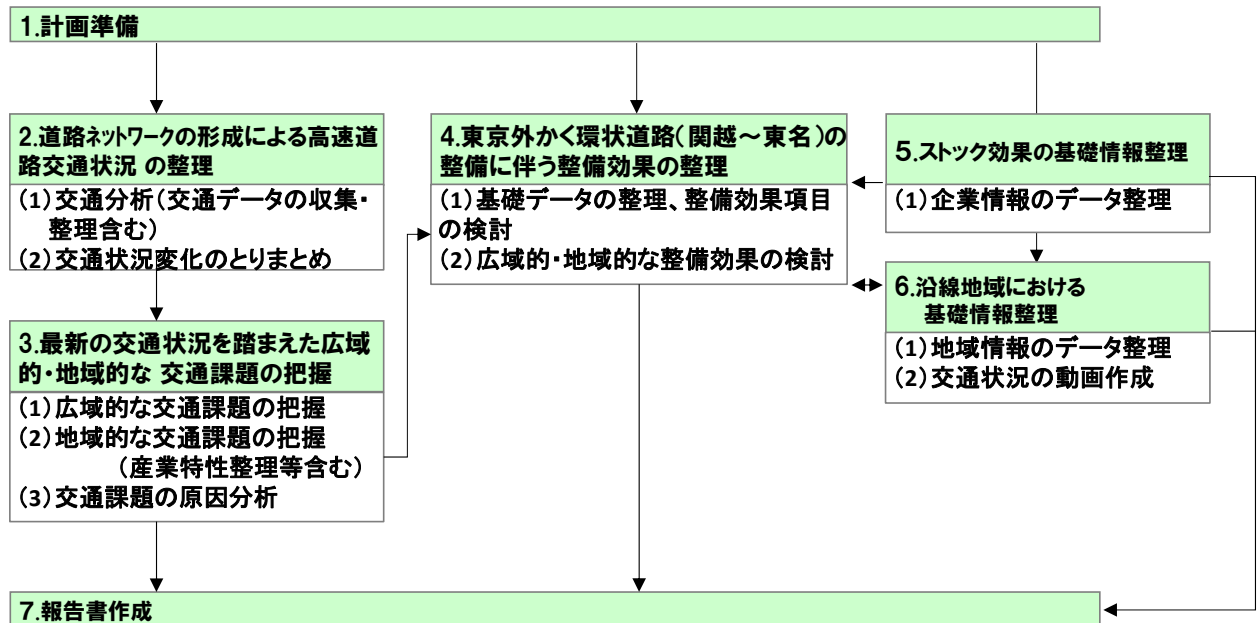 1.計画準備
2.道路ネットワークの形成による高速道
路交通状況 の整理
(1)交通分析(交通データの収集・
整理含む)
(2)交通状況変化のとりまとめ
3.最新の交通状況を踏まえた広域
的・地域的な 交通課題の把握
(1)広域的な交通課題の把握
(2)地域的な交通課題の把握
(産業特性整理等含む)
(3)交通課題の原因分析
4.東京外かく環状道路(関越~東名)の
整備に伴う整備効果の整理
(1)基礎データの整理、整備効果項目
の検討
(2)広域的・地域的な整備効果の検討
5.ストック効果の基礎情報整理
(1)企業情報のデータ整理
6.沿線地域における
基礎情報整理
(1)地域情報のデータ整理
(2)交通状況の動画作成
7.報告書作成